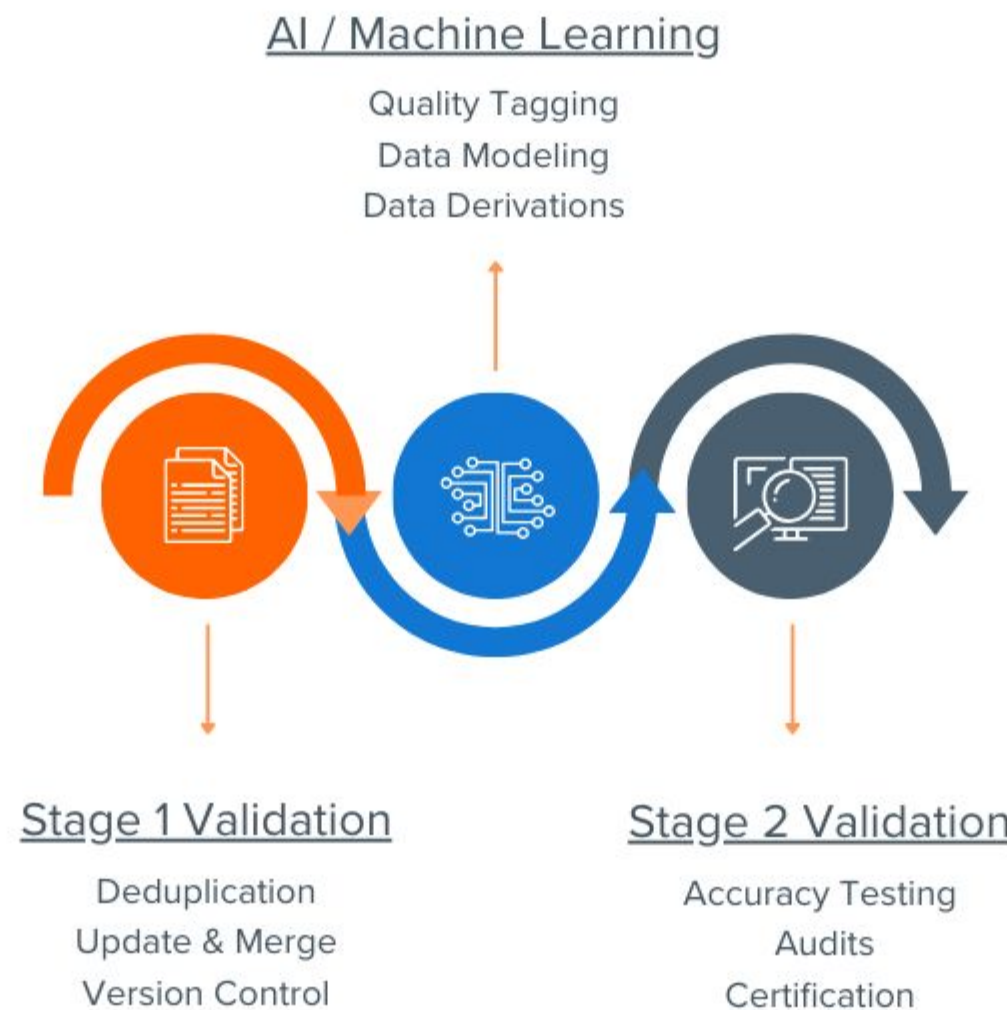 AI / Machine Learning
Quality Tagging
Data Modeling
Data Derivations
Stage 1 Validation
Deduplication
Update & Merge
Version Control
Stage 2 Validation
Accuracy Testing
Audits
Certification